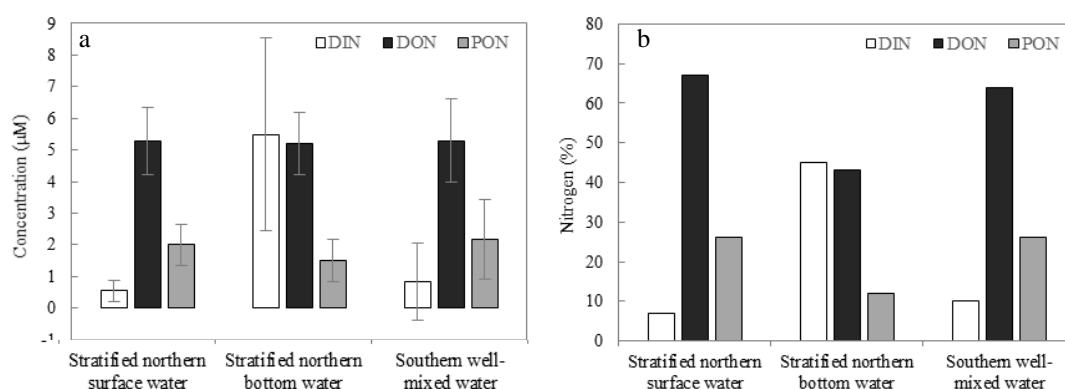 a
DIN DON PON
Concentration (µM)
9
8
7
6
5
4
3
2
1
0
-1
Stratified northern surface water
Stratified northern bottom water
Southern well-mixed water
b
DIN DON PON
Nitrogen (%)
80
70
60
50
40
30
20
10
0
Stratified northern surface water
Stratified northern bottom water
Southern well-mixed water